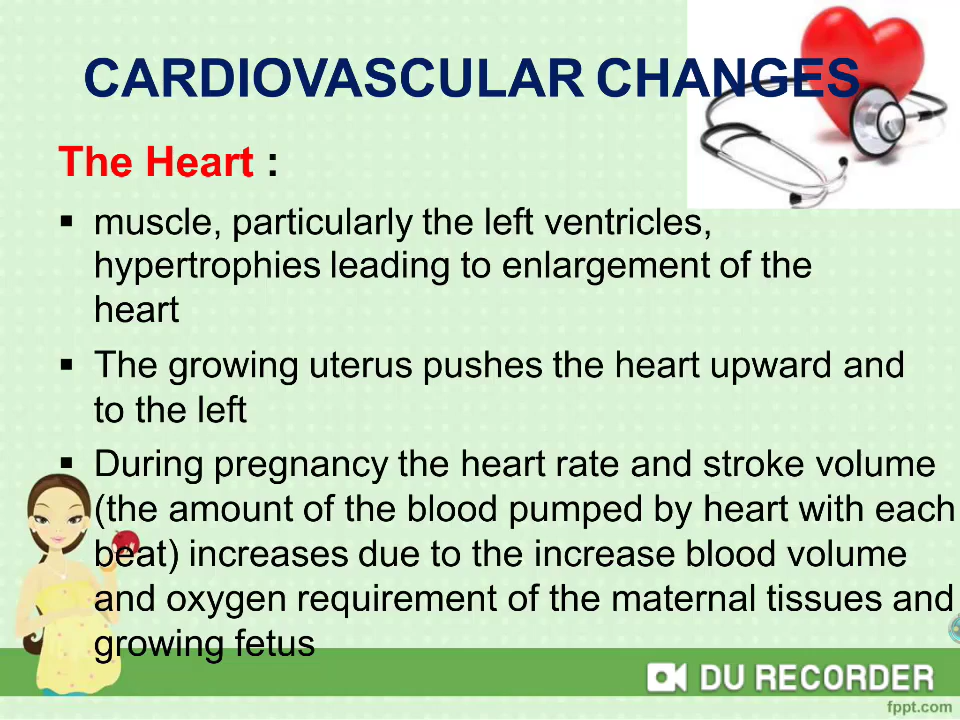 CARDIOVASCULAR CHANGES
The Heart :
▪ muscle, particularly the left ventricles,
hypertrophies leading to enlargement of the
heart
▪ The growing uterus pushes the heart upward and
to the left
▪ During pregnancy the heart rate and stroke volume
(the amount of the blood pumped by heart with each
beat) increases due to the increase blood volume
and oxygen requirement of the maternal tissues and
growing fetus
DU RECORDER
fppt.com